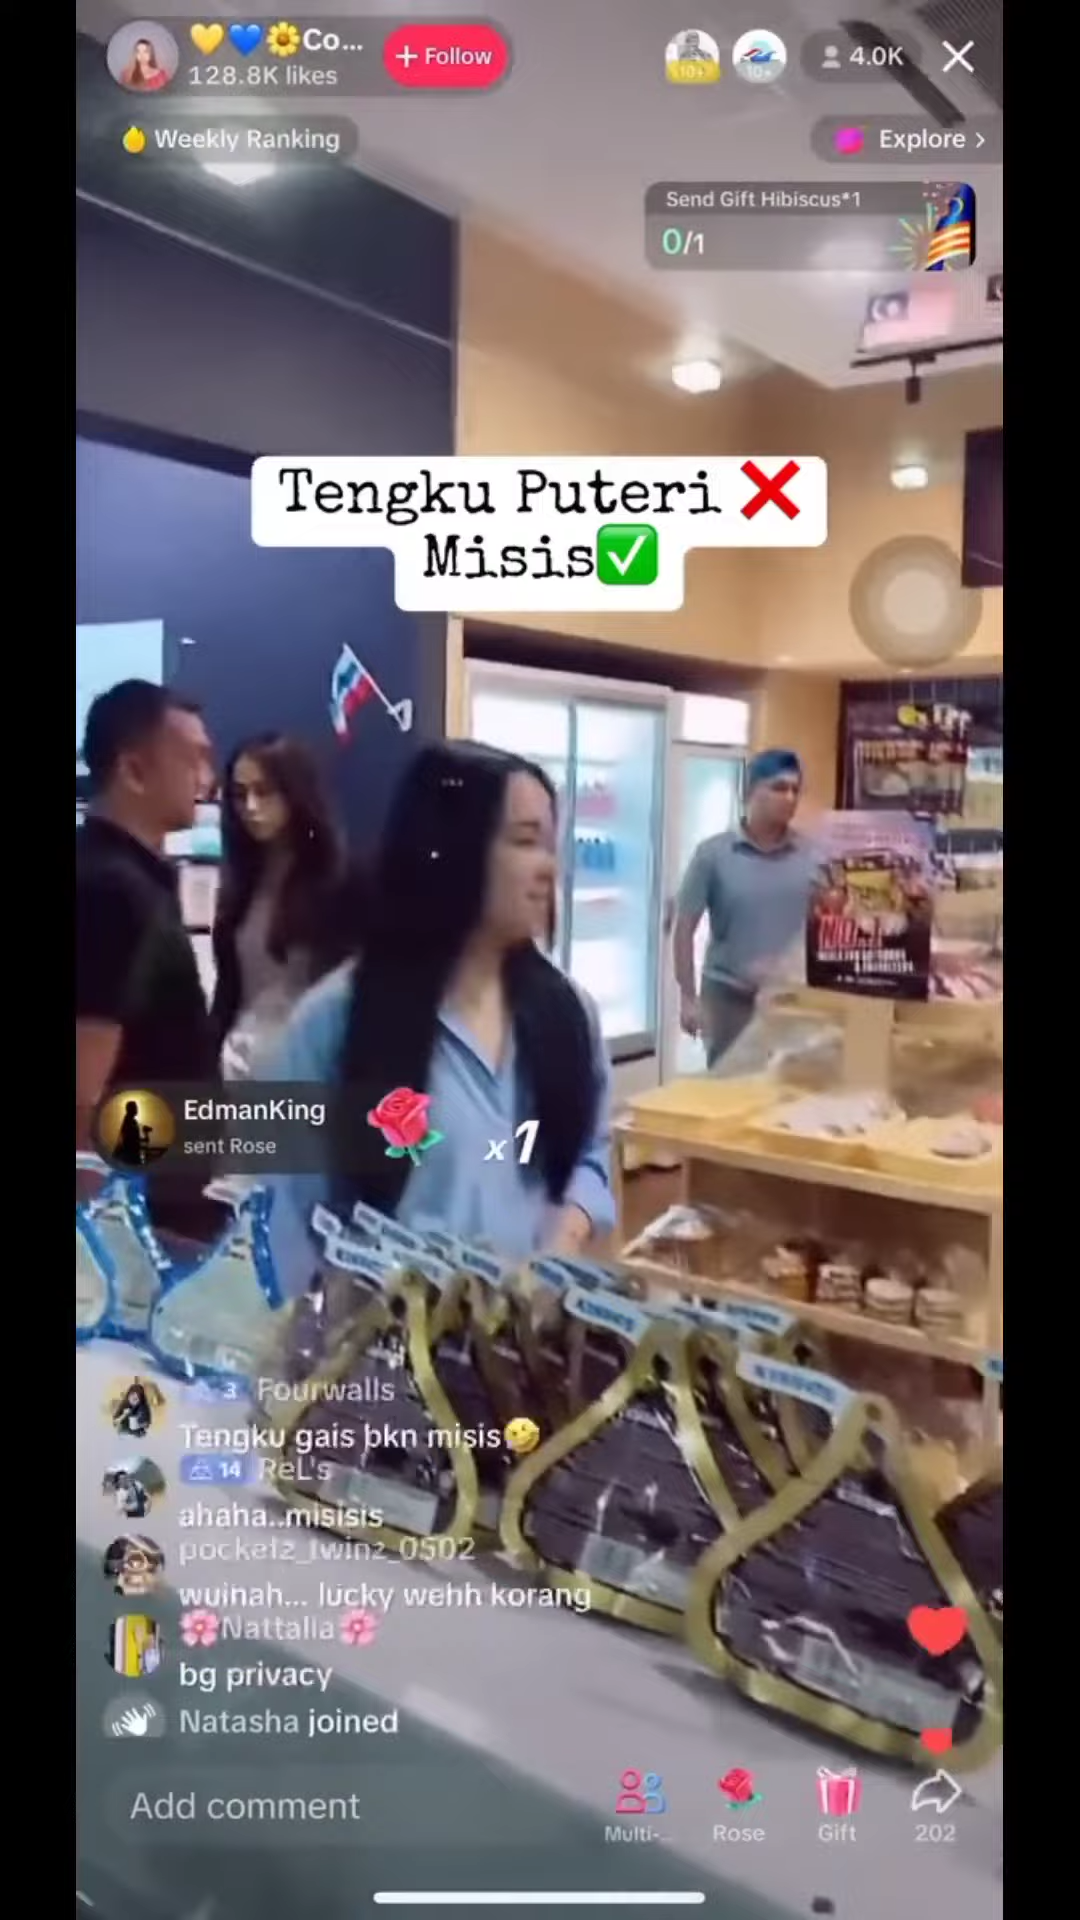 Co...
128.8K likes
+ Follow
4.0K
Weekly Ranking
Explore >
Send Gift Hibiscus*1
0/1
Tengku Puteri
Misis
EdmanKing
sent Rose
x1
3 Fourwalls
Tengku gais bkn misis
14 ReL's
ahaha..misisis
pocketz_twinz_0502
wuinah... lucky wehh korang
Nattalia
bg privacy
Natasha joined
Add comment
Multi-...
Rose
Gift
202